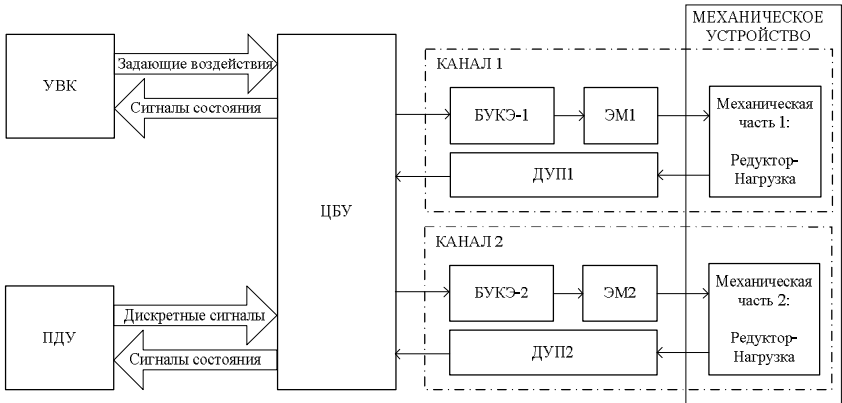 МЕХАНИЧЕСКОЕ
УСТРОЙСТВО
УВК
Задающие воздействия
Сигналы состояния
ЦБУ
КАНАЛ 1
БУКЭ-1
ЭМ1
Механическая
часть 1:
Редуктор-
Нагрузка
ДУП1
КАНАЛ 2
БУКЭ-2
ЭМ2
Механическая
часть 2:
Редуктор-
Нагрузка
ДУП2
ПДУ
Дискретные сигналы
Сигналы состояния